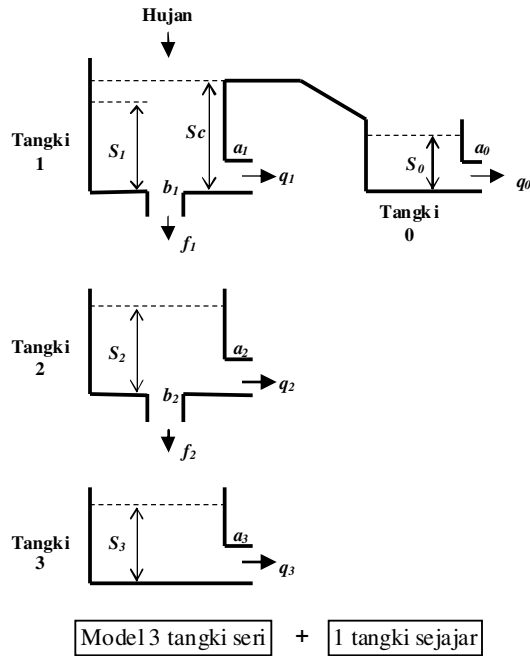 Hujan
Tangki
1
S1
Sc
a1
b1
q1
f1
S0
a0
q0
Tangki
0
Tangki
2
S2
a2
b2
q2
f2
Tangki
3
S3
a3
q3
Model 3 tangki seri + 1 tangki sejajar